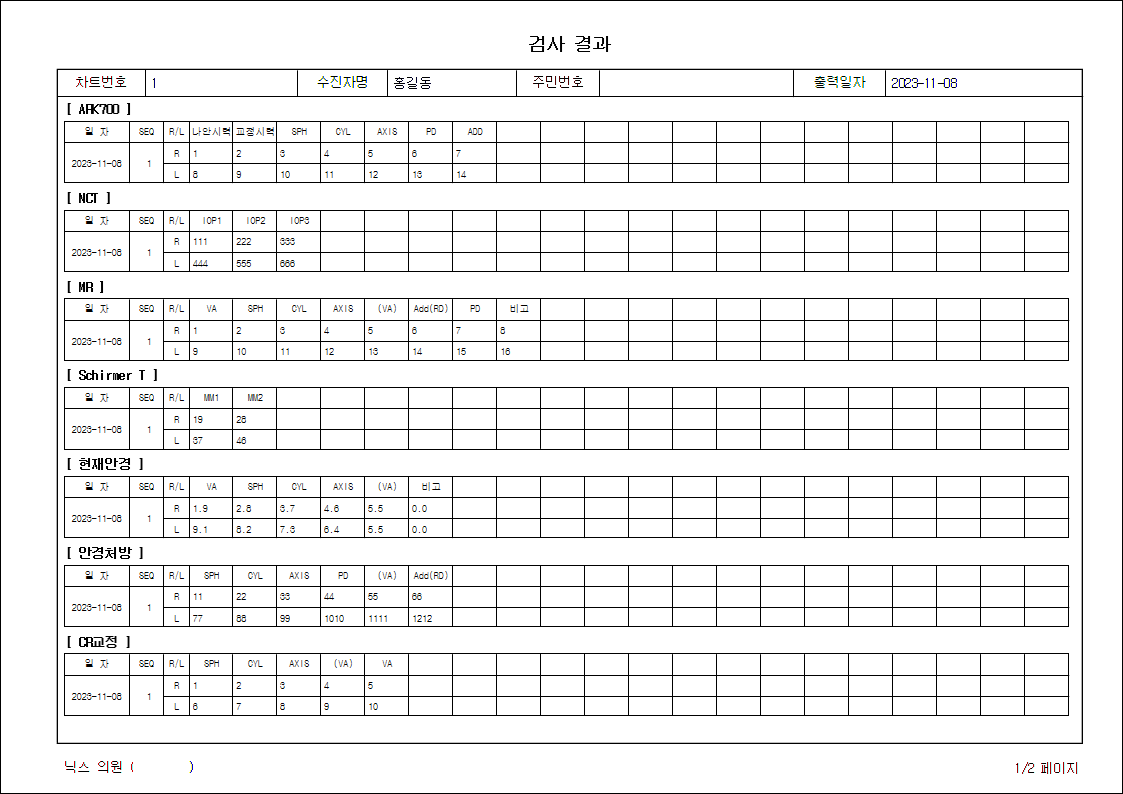 검사 결과
차트번호 1 수진자명 홍길동 주민번호 출력일자 2023-11-08
[ ARK700 ]
일 자 SEQ R/L 나안시력 교정시력 SPH CYL AXIS PD ADD
2023-11-08 1 R 1 2 3 4 5 6 7
L 8 9 10 11 12 13 14
[ NCT ]
일 자 SEQ R/L IOP1 IOP2 IOP3
2023-11-08 1 R 111 222 333
L 444 555 666
[ MR ]
일 자 SEQ R/L VA SPH CYL AXIS (VA) Add(RD) PD 비고
2023-11-08 1 R 1 2 3 4 5 6 7 8
L 9 10 11 12 13 14 15 16
[ Schirmer T ]
일 자 SEQ R/L MM1 MM2
2023-11-08 1 R 19 28
L 37 46
[ 현재안경 ]
일 자 SEQ R/L VA SPH CYL AXIS (VA) 비고
2023-11-08 1 R 1.9 2.8 3.7 4.6 5.5 0.0
L 9.1 8.2 7.3 6.4 5.5 0.0
[ 안경처방 ]
일 자 SEQ R/L SPH CYL AXIS PD (VA) Add(RD)
2023-11-08 1 R 11 22 33 44 55 66
L 77 88 99 1010 1111 1212
[ CR교정 ]
일 자 SEQ R/L SPH CYL AXIS (VA) VA
2023-11-08 1 R 1 2 3 4 5
L 6 7 8 9 10
닉스 의원 ( )
1/2 페이지